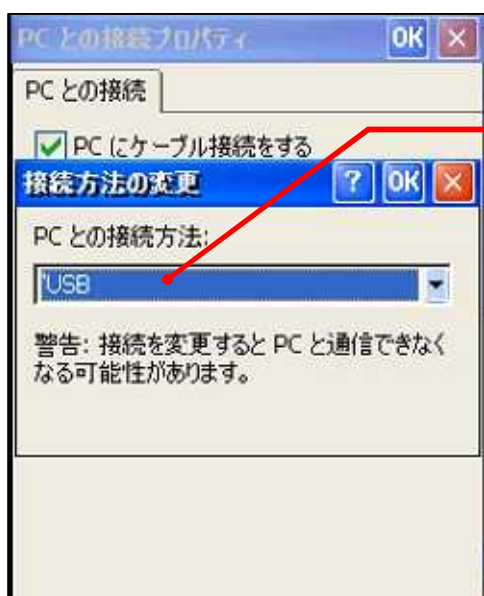 PC との接続プロパティ OK ×
PC との接続
PC にケーブル接続をする
接続方法の変更 ? OK ×
PC との接続方法:
'USB
警告: 接続を変更すると PC と通信できなく
なる可能性があります。